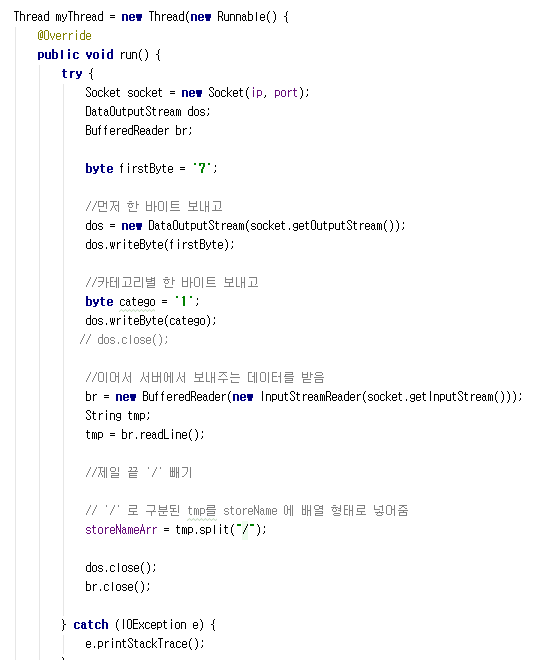 Thread myThread = new Thread(new Runnable() {
@Override
public void run() {
try {
Socket socket = new Socket(ip, port);
DataOutputStream dos;
BufferedReader br;
byte firstByte = '7';
//먼저 한 바이트 보내고
dos = new DataOutputStream(socket.getOutputStream());
dos.writeByte(firstByte);
//카테고리별 한 바이트 보내고
byte catego = '1';
dos.writeByte(catego);
// dos.close();
//이어서 서버에서 보내주는 데이터를 받음
br = new BufferedReader(new InputStreamReader(socket.getInputStream()));
String tmp;
tmp = br.readLine();
//제일 끝 '/' 빼기
// '/' 로 구분된 tmp를 storeName 에 배열 형태로 넣어줌
storeNameArr = tmp.split("/");
dos.close();
br.close();
} catch (IOException e) {
e.printStackTrace();
}